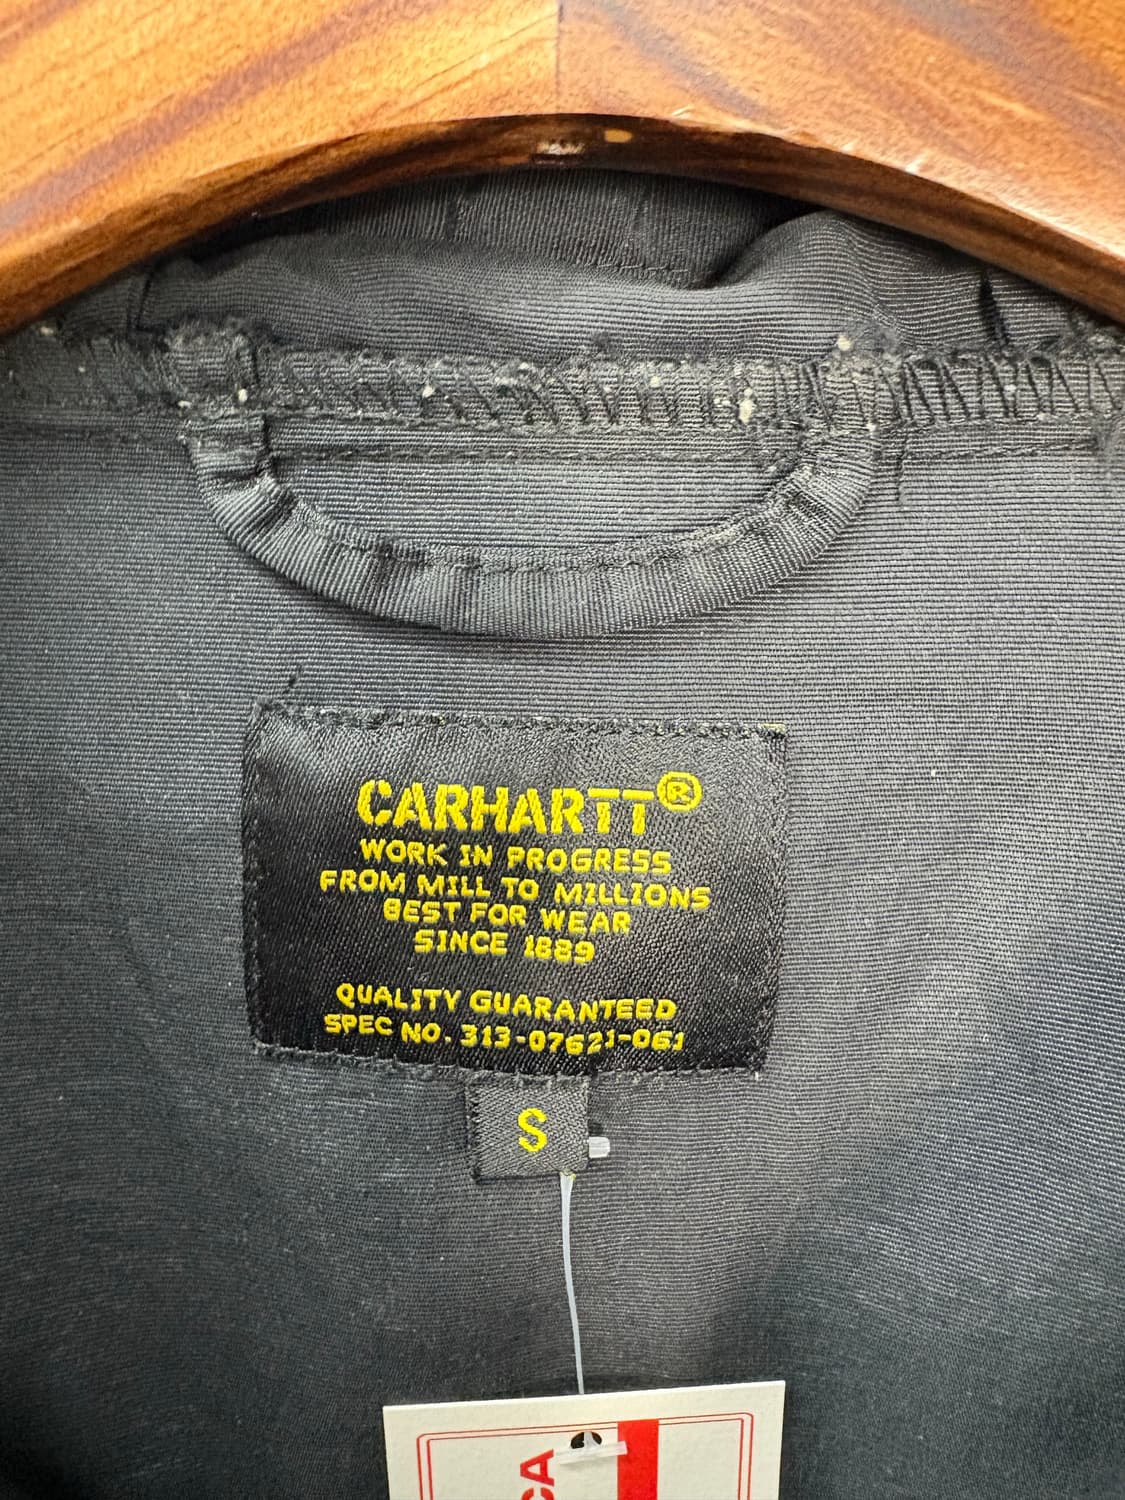 CARHARTT®
WORK IN PROGRESS
FROM MILL TO MILLIONS
BEST FOR WEAR
SINCE 1889
QUALITY GUARANTEED
SPEC NO. 313-07621-061
S
CA